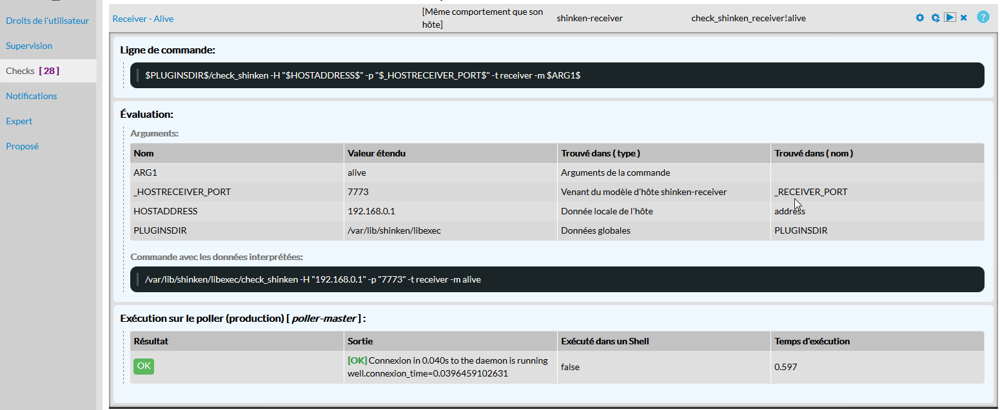 Droits de l'utilisateur
Supervision
Checks [ 28 ]
Notifications
Expert
Proposé
Receiver - Alive
[Même comportement que son
hôte]
shinken-receiver
check_shinken_receiver!alive
?
Ligne de commande:
$PLUGINSDIR$/check_shinken -H "$HOSTADDRESS$" -p "$_HOSTRECEIVER_PORT$" -t receiver -m $ARG1$
Évaluation:
Arguments:
Nom Valeur étendu Trouvé dans ( type ) Trouvé dans ( nom )
ARG1 alive Arguments de la commande
_HOSTRECEIVER_PORT 7773 Venant du modèle d'hôte shinken-receiver _RECEIVER_PORT
HOSTADDRESS 192.168.0.1 Donnée locale de l'hôte address
PLUGINSDIR /var/lib/shinken/libexec Données globales PLUGINSDIR
Commande avec les données interprétées:
/var/lib/shinken/libexec/check_shinken -H "192.168.0.1" -p "7773" -t receiver -m alive
Exécution sur le poller (production) [ poller-master ] :
Résultat Sortie Exécuté dans un Shell Temps d'exécution
OK
[OK] Connexion in 0.040s to the daemon is running
well.connexion_time=0.0396459102631
false
0.597